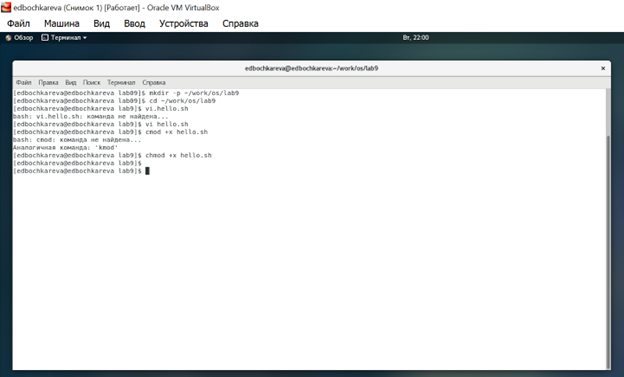 edbochkareva (Снимок 1) [Работает] - Oracle VM VirtualBox
Файл Машина Вид Ввод Устройства Справка
Обзор Терминал Вт, 22:00
edbochkareva@edbochkareva:~/work/os/lab9
Файл Правка Вид Поиск Терминал Справка
[edbochkareva@edbochkareva lab09]$ mkdir -p ~/work/os/lab9
[edbochkareva@edbochkareva lab09]$ cd ~/work/os/lab9
[edbochkareva@edbochkareva lab9]$ vi.hello.sh
bash: vi.hello.sh: команда не найдена...
[edbochkareva@edbochkareva lab9]$ vi hello.sh
[edbochkareva@edbochkareva lab9]$ cmod +x hello.sh
bash: cmod: команда не найдена...
Аналогичная команда: 'kmod'
[edbochkareva@edbochkareva lab9]$ chmod +x hello.sh
[edbochkareva@edbochkareva lab9]$
[edbochkareva@edbochkareva lab9]$